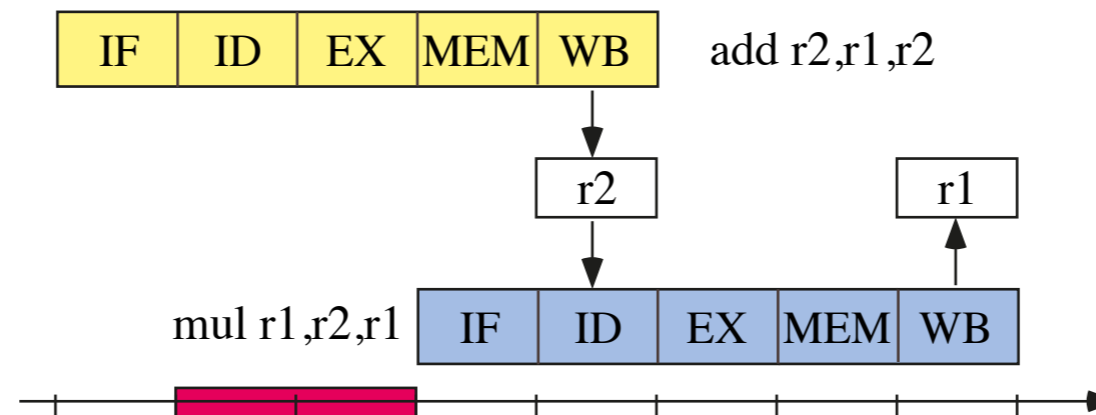 IF ID EX MEM WB add r2,r1,r2
r2 r1
mul r1,r2,r1 IF ID EX MEM WB